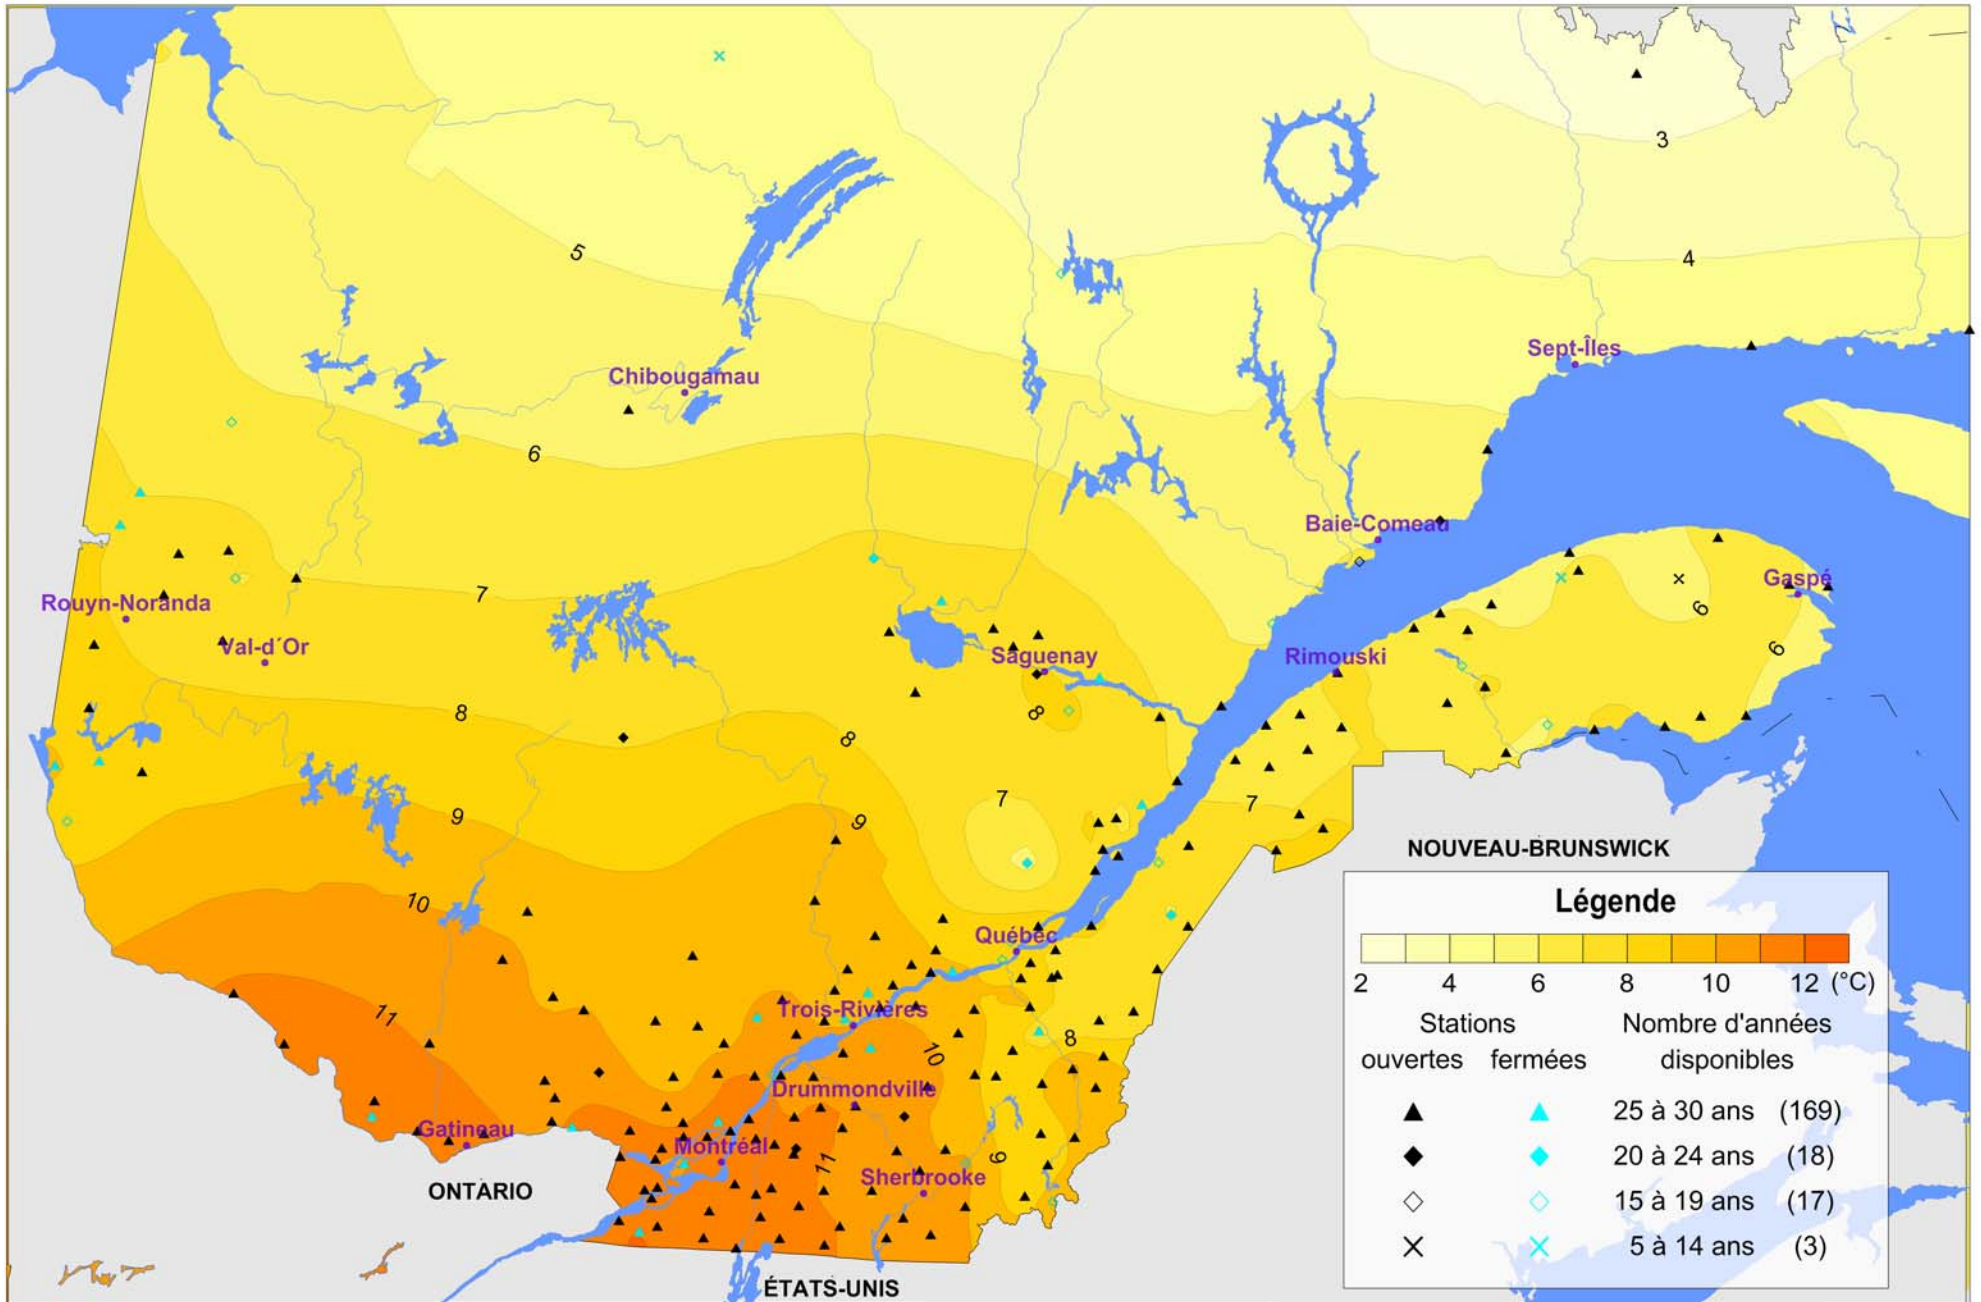 3
5
4
Sept-Îles
Chibougamau
6
Baie-Comeau
7
Gaspé
Rouyn-Noranda
6
Val-d´Or
Saguenay
Rimouski
6
8
8
8
7
7
9
9
NOUVEAU-BRUNSWICK
10
Québec
11
Trois-Rivières
8
10
Drummondville
Gatineau
Montréal
11
9
Sherbrooke
ONTARIO
ÉTATS-UNIS
Légende
2 4 6 8 10 12 (°C)
Stations
ouvertes fermées
Nombre d'années
disponibles
25 à 30 ans (169)
20 à 24 ans (18)
15 à 19 ans (17)
5 à 14 ans (3)